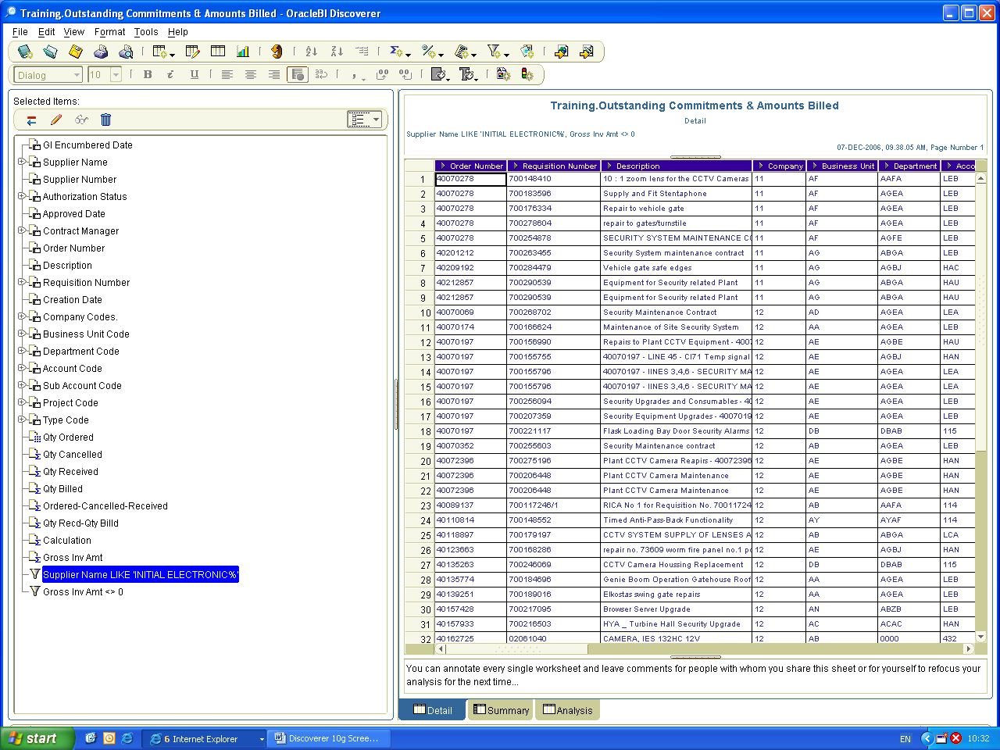 Training.Outstanding Commitments & Amounts Billed - OracleBI Discoverer
File Edit View Format Tools Help
Dialog 10 B i U
Selected Items:
GI Encumbered Date
Supplier Name
Supplier Number
Authorization Status
Approved Date
Contract Manager
Order Number
Description
Requisition Number
Creation Date
Company Codes.
Business Unit Code
Department Code
Account Code
Sub Account Code
Project Code
Type Code
Qty Ordered
Qty Cancelled
Qty Received
Qty Billed
Ordered-Cancelled-Received
Qty Recd-Qty Billd
Calculation
Gross Inv Amt
Supplier Name LIKE 'INITIAL ELECTRONIC%'
Gross Inv Amt <> 0
Training.Outstanding Commitments & Amounts Billed
Detail
Supplier Name LIKE 'INITIAL ELECTRONIC%', Gross Inv Amt <> 0
07-DEC-2006, 09.38.05 AM, Page Number 1
Order Number Requisition Number Description Company Business Unit Department Acco
1 40070278 700148410 10 : 1 zoom lens for the CCTV Cameras 11 AF AAFA LEB
2 40070278 700183596 Supply and Fit Stentaphone 11 AF AGEA LEB
3 40070278 700176334 Repair to vehicle gate 11 AF AGEA LEB
4 40070278 700278604 repair to gates/turnstile 11 AF AGEA LEB
5 40070278 700254878 SECURITY SYSTEM MAINTENANCE CO 11 AF AGFE LEB
6 40201212 700263455 Security System maintenance contract 11 AG ABGA LEB
7 40209192 700284479 Vehicle gate safe edges 11 AG AGBJ HAC
8 40212857 700290539 Equipment for Security related Plant 11 AG ABGA HAU
9 40212857 700290539 Equipment for Security related Plant 11 AG ABGA HAU
10 40070069 700268702 Security Maintenance Contract 12 AD AGEA LEA
11 40070174 700166624 Maintenance of Site Security System 12 AA AGEA LEB
12 40070197 700156990 Repairs to Plant CCTV Equipment - 4007 12 AE AGBE HAU
13 40070197 700155755 40070197 - LINE 45 - CI71 Temp signal 12 AE AGBJ HAN
14 40070197 700155796 40070197 - lINES 3,4,6 - SECURITY MA 12 AE AGEA LEA
15 40070197 700155796 40070197 - lINES 3,4,6 - SECURITY MA 12 AE AGEA LEA
16 40070197 700256094 Security Upgrades and Consumables - 40 12 AE AGEA LEA
17 40070197 700207359 Security Equipment Upgrades - 4007019 12 AE AGEA LEA
18 40070197 700221117 Flask Loading Bay Door Security Alarms 12 DB DBAB 115
19 40070352 700255603 Security Maintenance contract 12 AB AGEA LEB
20 40072396 700275196 Plant CCTV Camera Reapirs - 40072396 12 AE AGBE HAN
21 40072396 700206448 Plant CCTV Camera Maintenance 12 AE AGBE HAN
22 40072396 700206448 Plant CCTV Camera Maintenance 12 AE AGBE HAN
23 40089137 700117246/1 RICA No 1 for Requisition No. 70011724 12 AB AAFA 114
24 40110814 700148552 Timed Anti-Pass-Back Functionality 12 AY AYAF 114
25 40118897 700179197 CCTV SYSTEM SUPPLY OF LENSES A 12 AB ABGA LCA
26 40123663 700168286 repair no. 73609 worm fire panel no.1 po 12 AE AGBJ HAN
27 40135263 700246069 CCTV Camera Houssing Replacement 12 DB DBAB 115
28 40135774 700184696 Genie Boom Operation Gatehouse Roof 12 AA AGEA LEB
29 40139251 700189016 Elkostas swing gate repairs 12 AA AGEA LEB
30 40157428 700217095 Browser Server Upgrade 12 AN ABZB LEB
31 40157933 700216503 HYA _ Turbine Hall Security Upgrade 12 AC ACAC HAN
32 40162725 02061040 CAMERA, IES 132HC 12V 12 AB 0000 432
You can annotate every single worksheet and leave comments for people with whom you share this sheet or for yourself to refocus your
analysis for the next time...
Detail Summary Analysis
start 6 Internet Explorer Discoverer 10g Scree... EN 10:32